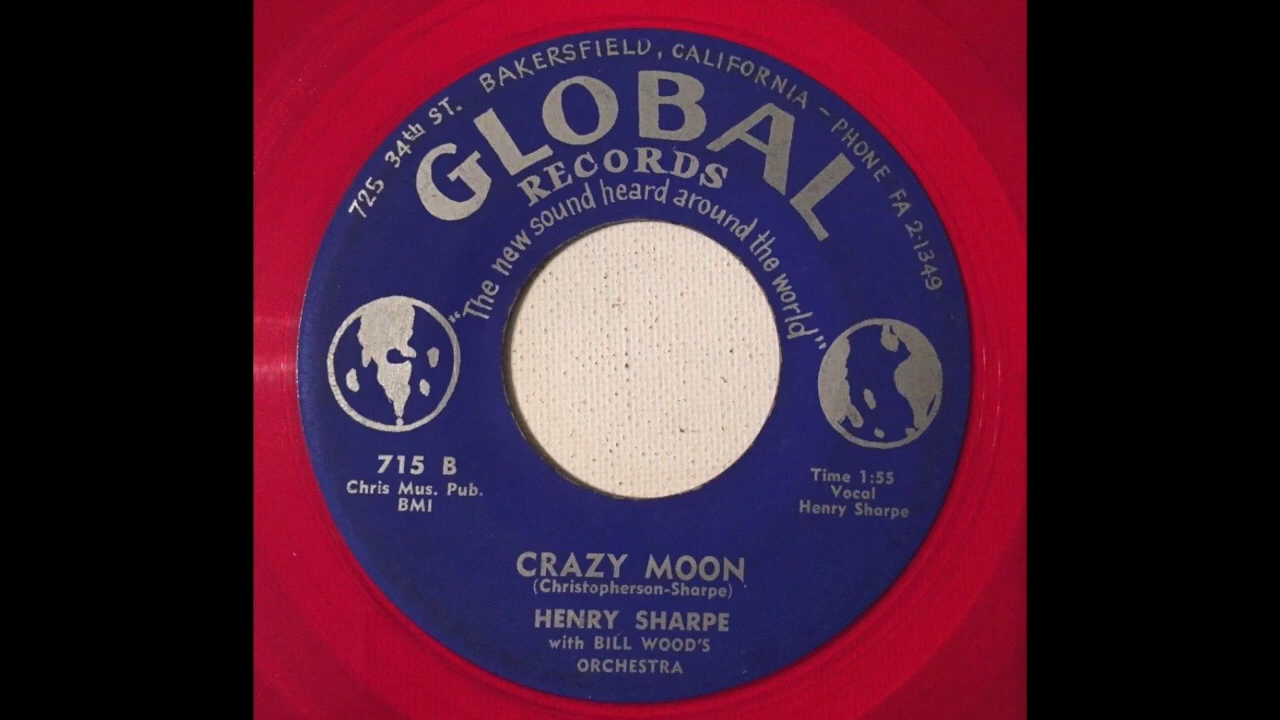 725 34th ST. BAKERSFIELD, CALIFORNIA - PHONE FA 2-1349
GLOBAL
RECORDS
"The new sound heard around the world"
715 B
Chris Mus. Pub.
BMI
Time 1:55
Vocal
Henry Sharpe
CRAZY MOON
(Christopherson-Sharpe)
HENRY SHARPE
with BILL WOOD'S
ORCHESTRA